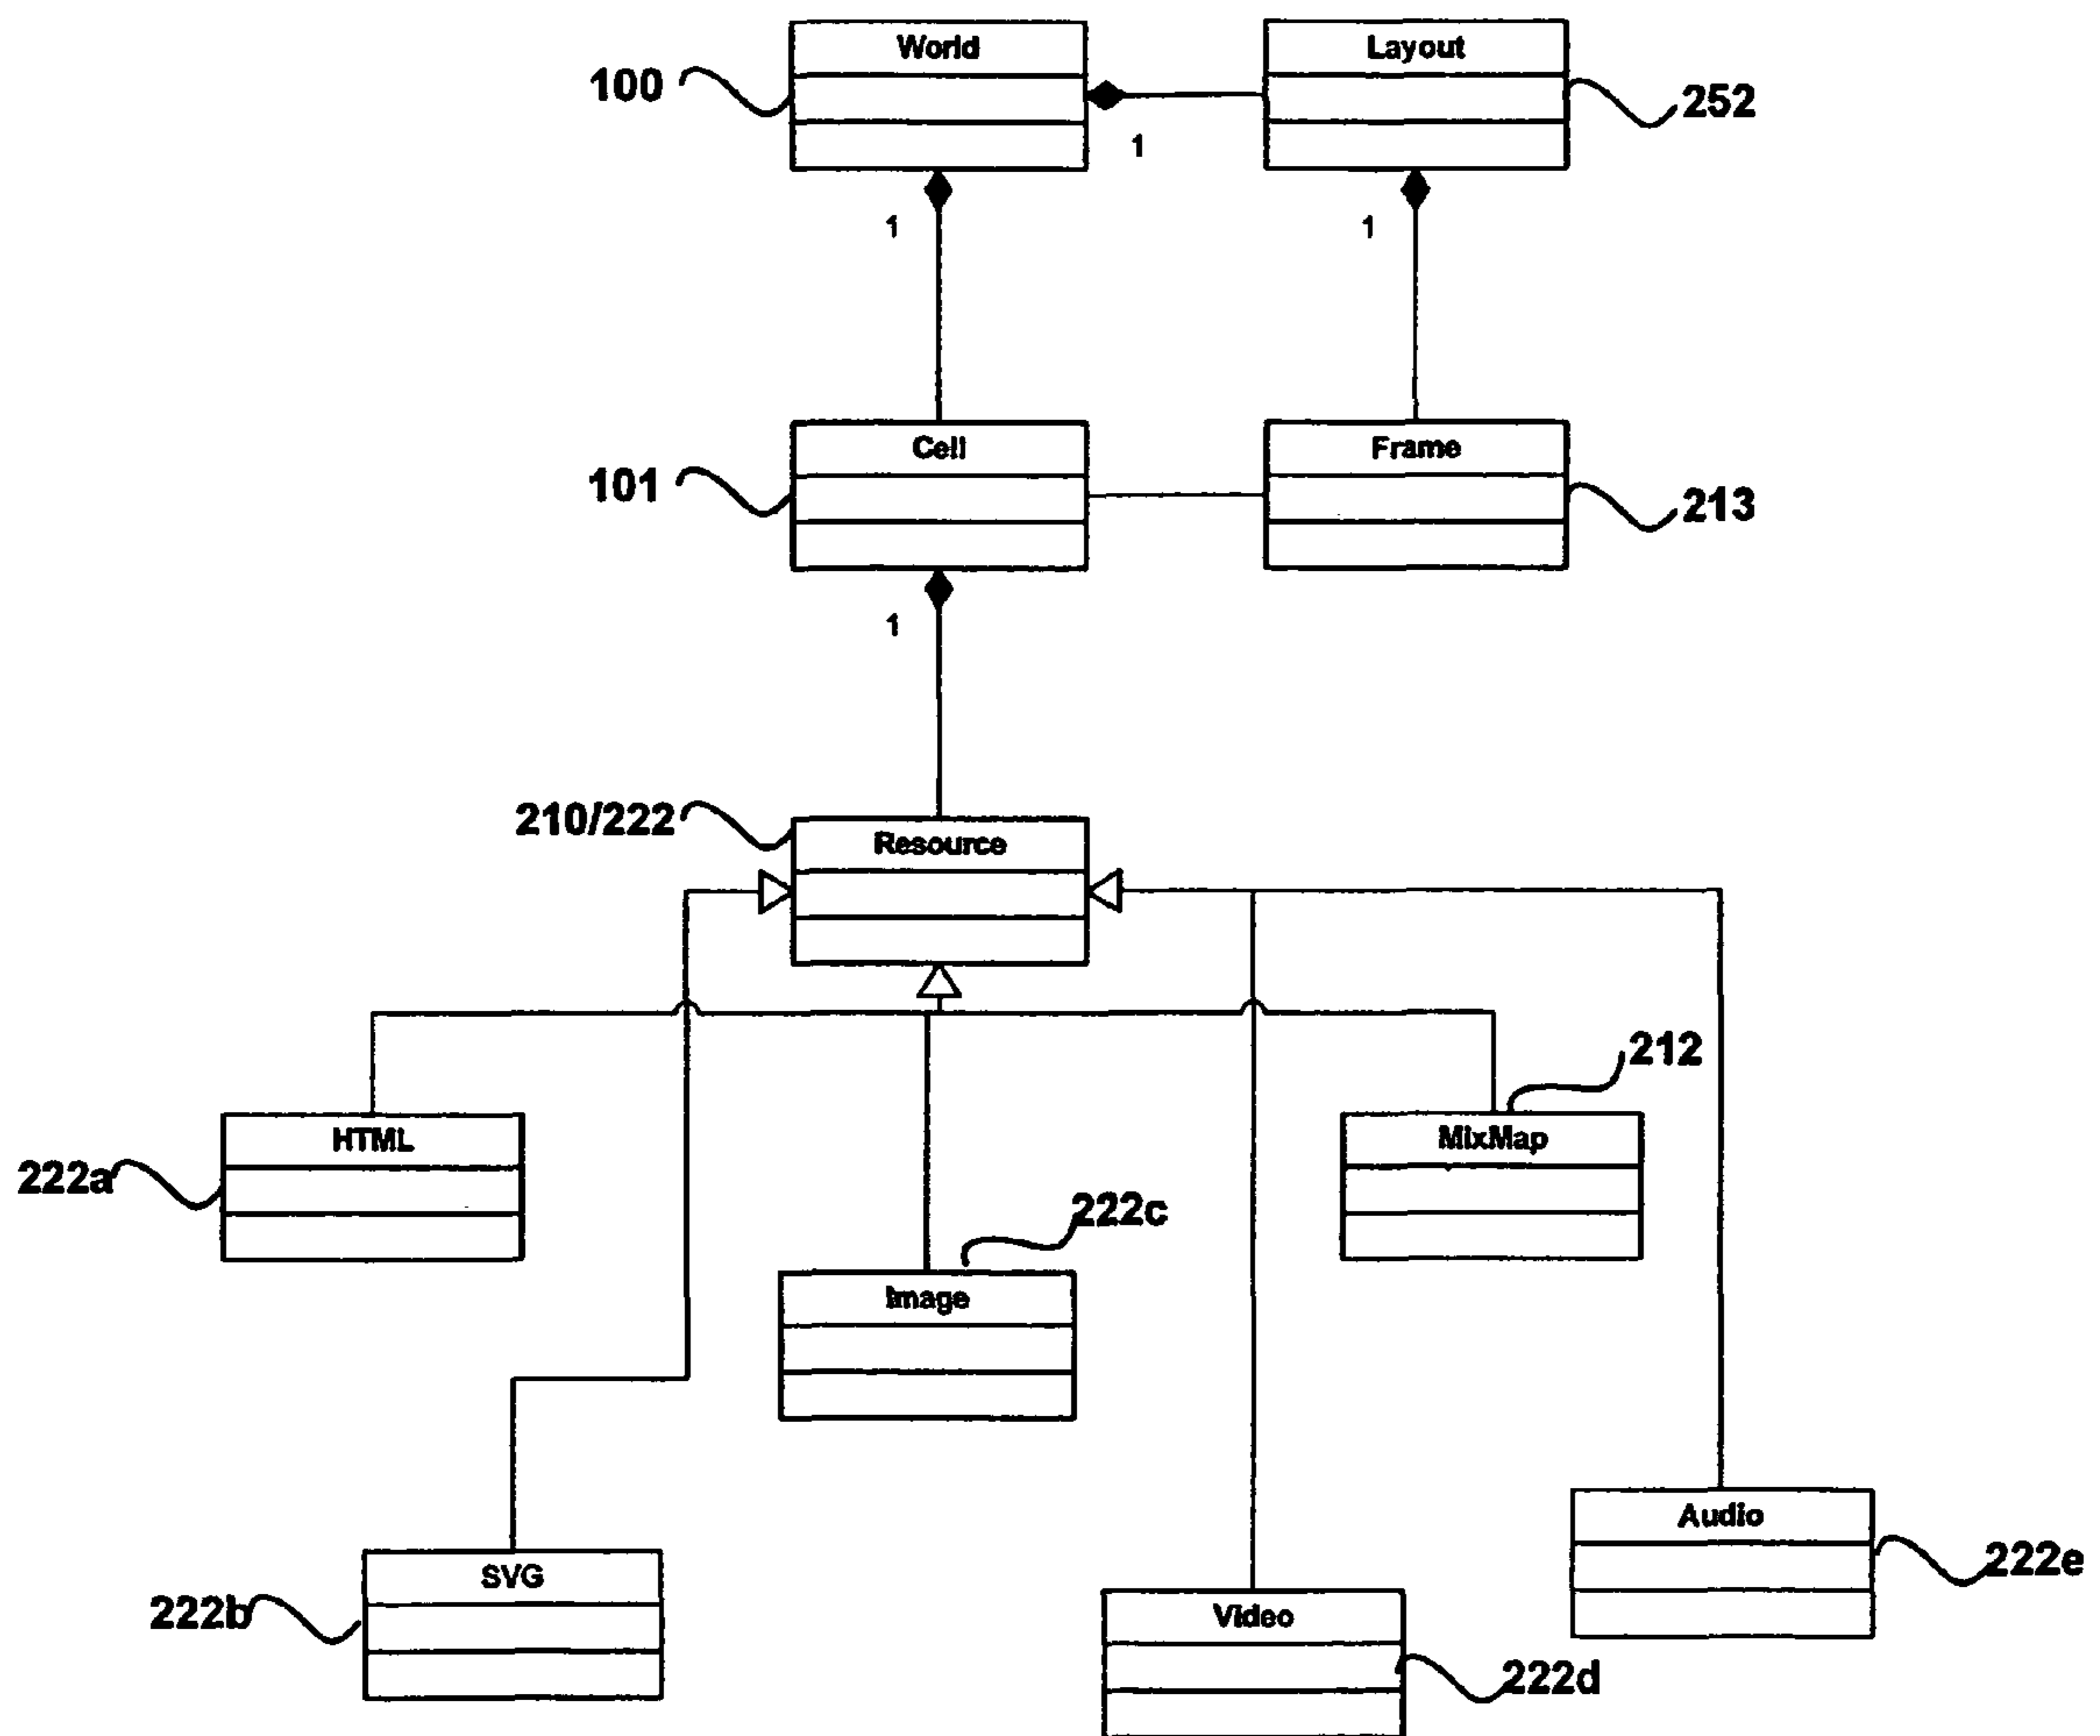 World
Layout
100
252
1
1
1
Cell
Frame
101
213
1
210/222
Resource
212
HTML
MixMap
222a
222c
Image
Audio
222e
SVG
222b
Video
222d